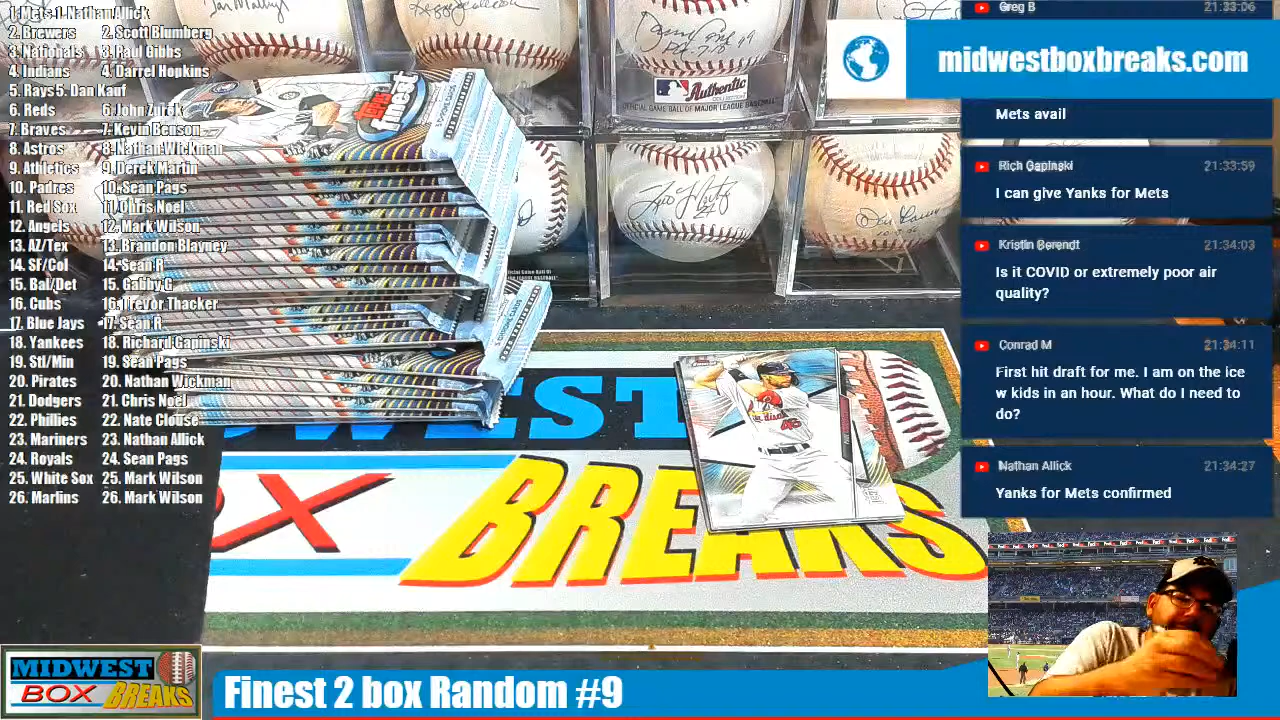 1. Mets 1. Nathan Allick
2. Brewers 2. Scott Blumberg
3. Nationals 3. Paul Gibbs
4. Indians 4. Darrel Hopkins
5. Rays 5. Dan Kauf
6. Reds 6. John Zurek
7. Braves 7. Kevin Benson
8. Astros 8. Nathan Wickman
9. Athletics 9. Derek Martin
10. Padres 10. Sean Pags
11. Red Sox 11. Chris Noel
12. Angels 12. Mark Wilson
13. AZ/Tex 13. Brandon Blayney
14. SF/Col 14. Sean R
15. Bal/Det 15. Gabby G
16. Cubs 16. Trevor Thacker
17. Blue Jays 17. Sean R
18. Yankees 18. Richard Gapinski
19. Stl/Min 19. Sean Pags
20. Pirates 20. Nathan Wickman
21. Dodgers 21. Chris Noel
22. Phillies 22. Nate Clouse
23. Mariners 23. Nathan Allick
24. Royals 24. Sean Pags
25. White Sox 25. Mark Wilson
26. Marlins 26. Mark Wilson
Topps
finest
Authentic
midwestboxbreaks.com
Greg B 21:33:06
Mets avail
Rich Gapinski 21:33:59
I can give Yanks for Mets
Kristin Berendt 21:34:03
Is it COVID or extremely poor air
quality?
Conrad M 21:34:11
First hit draft for me. I am on the ice
w kids in an hour. What do I need to
do?
Nathan Allick 21:34:27
Yanks for Mets confirmed
BREAKS
MIDWEST
BOX
BREAKS
Finest 2 box Random #9